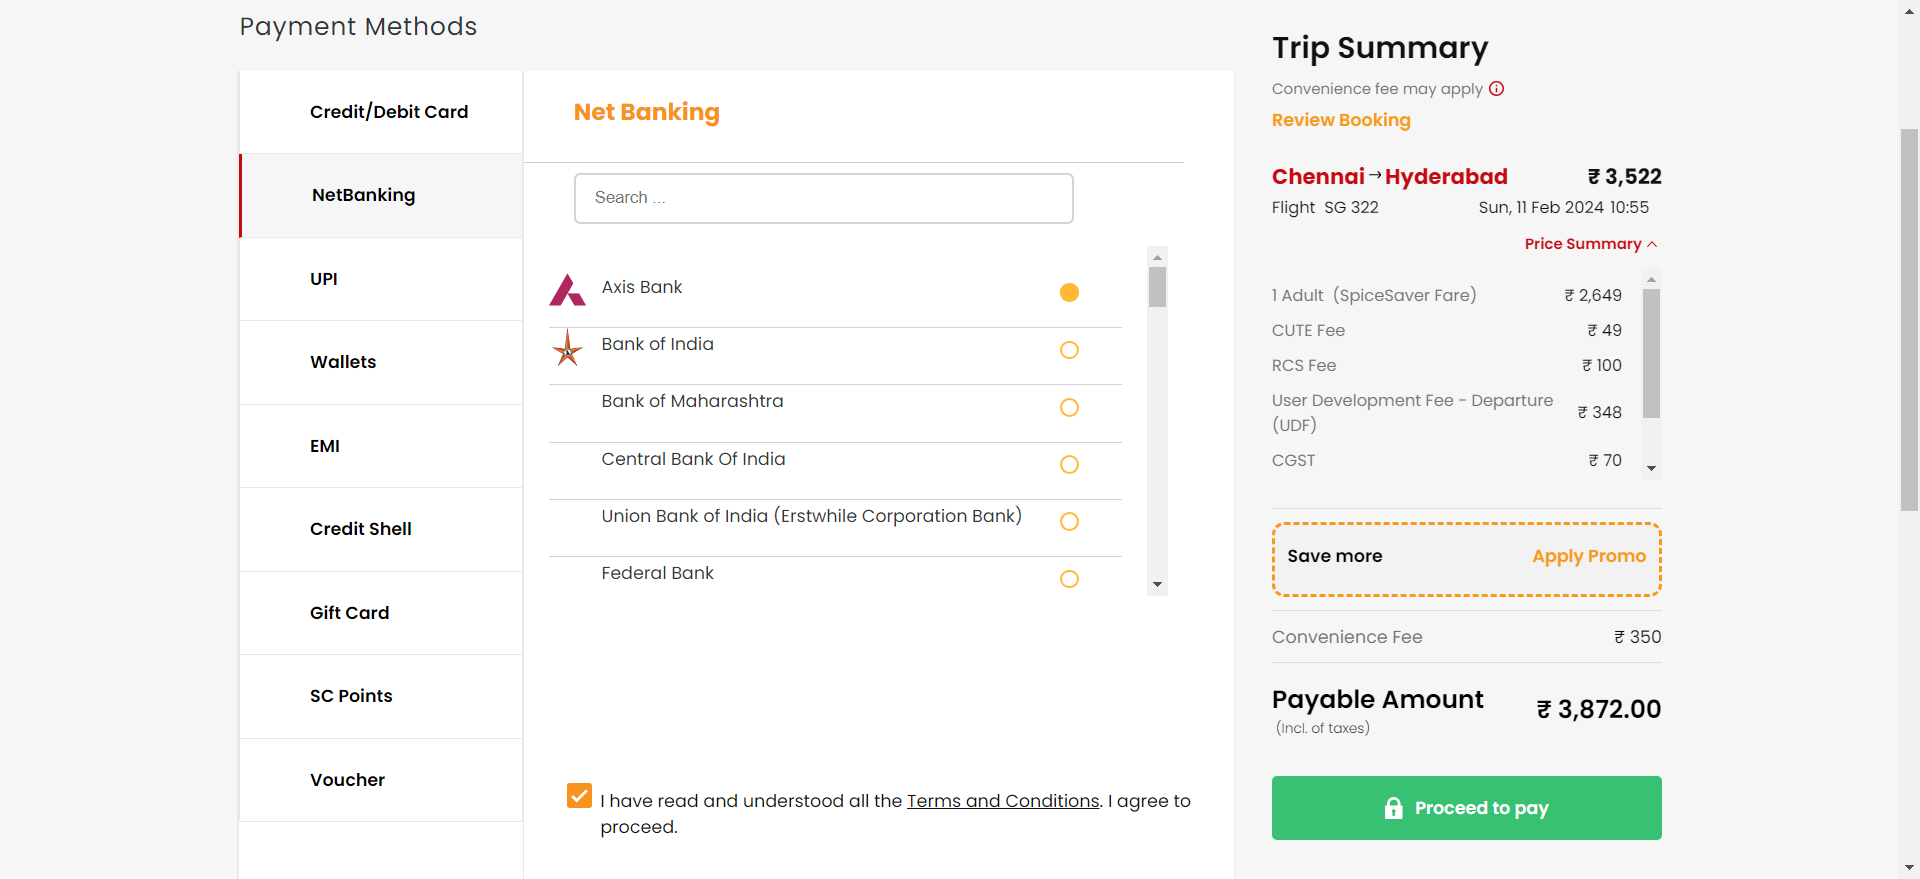 Payment Methods
Credit/Debit Card
NetBanking
UPI
Wallets
EMI
Credit Shell
Gift Card
SC Points
Voucher
Net Banking
Search ...
Axis Bank
Bank of India
Bank of Maharashtra
Central Bank Of India
Union Bank of India (Erstwhile Corporation Bank)
Federal Bank
I have read and understood all the Terms and Conditions. I agree to
proceed.
Trip Summary
Convenience fee may apply
Review Booking
Chennai → Hyderabad ₹ 3,522
Flight SG 322 Sun, 11 Feb 2024 10:55
Price Summary
1 Adult (SpiceSaver Fare) ₹ 2,649
CUTE Fee ₹ 49
RCS Fee ₹ 100
User Development Fee - Departure
(UDF) ₹ 348
CGST ₹ 70
Save more Apply Promo
Convenience Fee ₹ 350
Payable Amount ₹ 3,872.00
(Incl. of taxes)
Proceed to pay